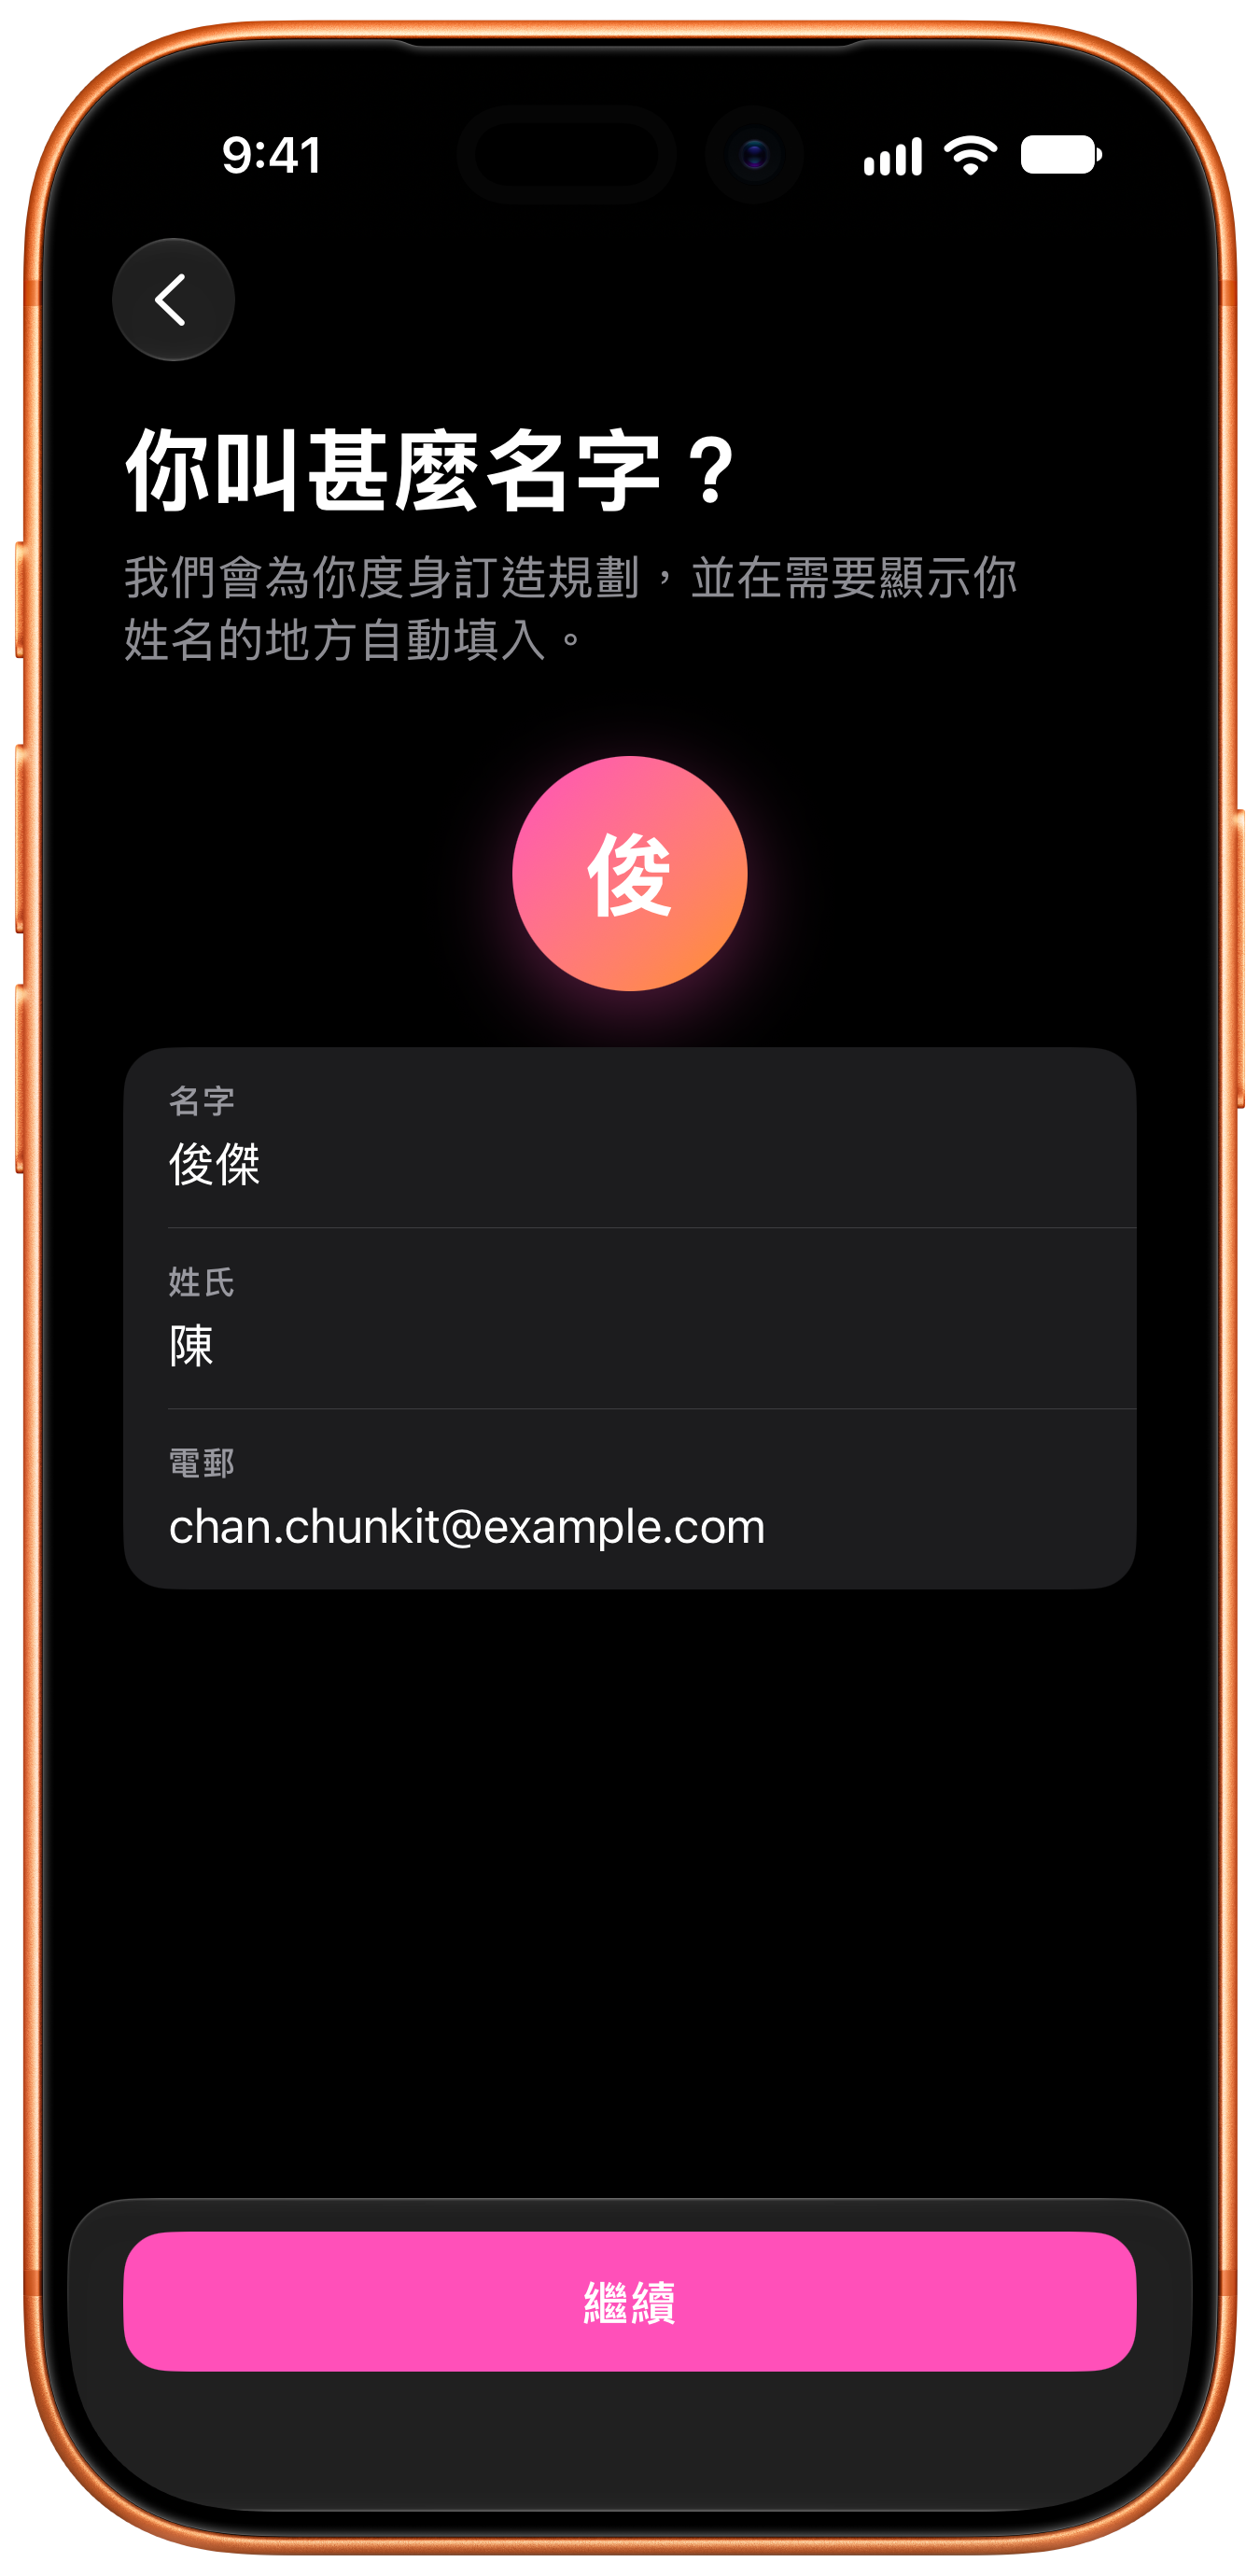 9:41
你叫甚麼名字？
我們會為你度身訂造規劃，並在需要顯示你
姓名的地方自動填入。
俊
名字
俊傑
姓氏
陳
電郵
chan.chunkit@example.com
繼續